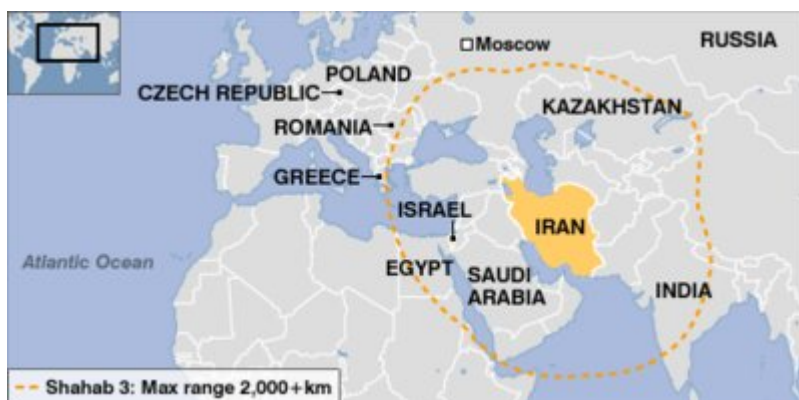 Moscow
RUSSIA
POLAND
CZECH REPUBLIC
KAZAKHSTAN
ROMANIA
GREECE
ISRAEL
IRAN
Atlantic Ocean
EGYPT
SAUDI
ARABIA
INDIA
Shahab 3: Max range 2,000+km